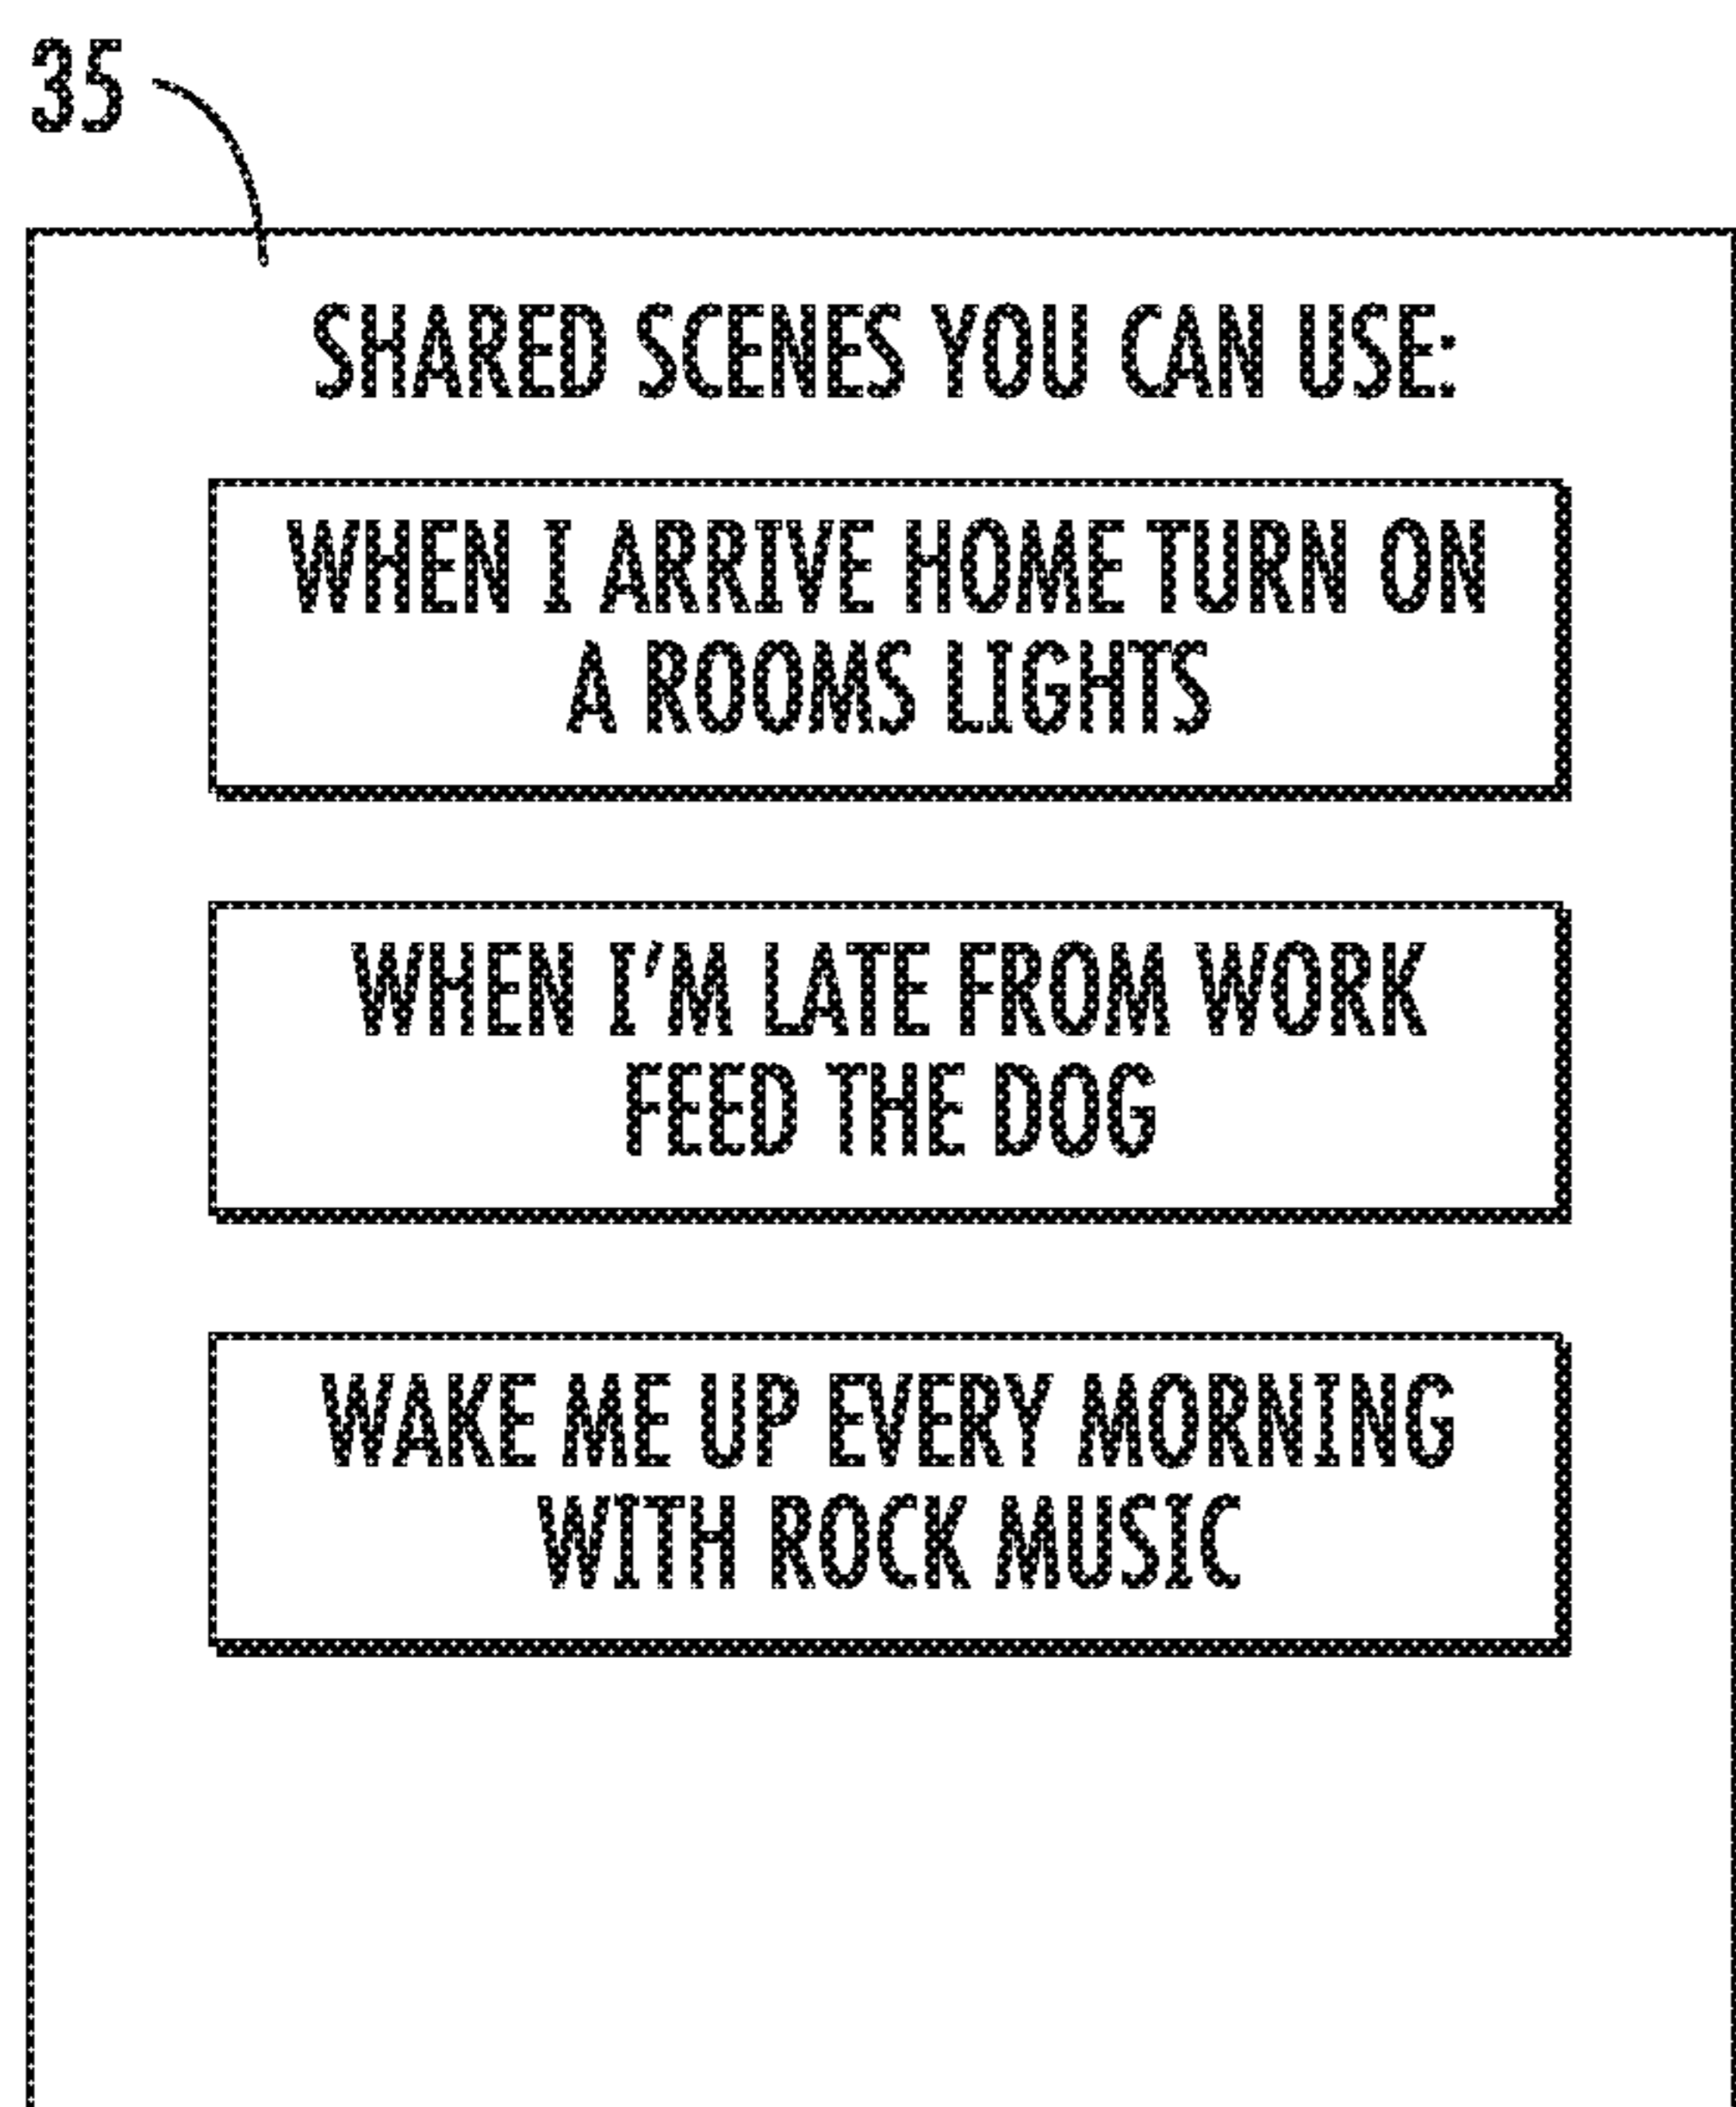 35
SHARED SCENES YOU CAN USE:
WHEN I ARRIVE HOME TURN ON
A ROOMS LIGHTS
WHEN I'M LATE FROM WORK
FEED THE DOG
WAKE ME UP EVERY MORNING
WITH ROCK MUSIC